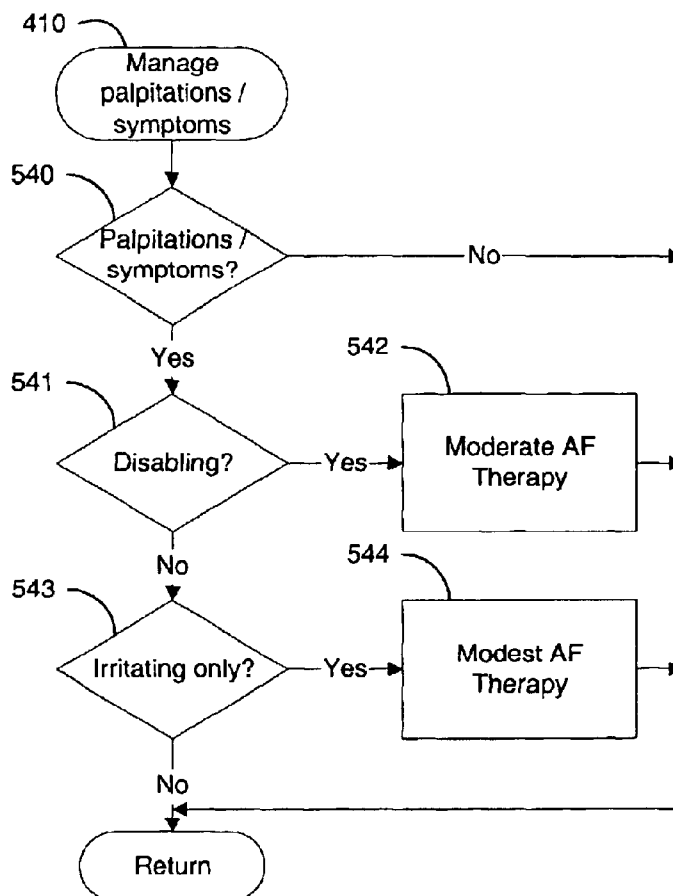 410
Manage
palpitations /
symptoms
540
Palpitations /
symptoms?
No
Yes
541
Disabling?
Yes
542
Moderate AF
Therapy
No
543
Irritating only?
Yes
544
Modest AF
Therapy
No
Return